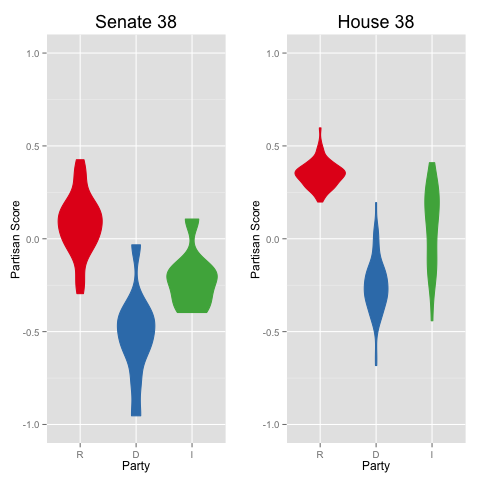 Senate 38
1.0
0.5
0.0
-0.5
-1.0
Partisan Score
R D I
Party
House 38
1.0
0.5
0.0
-0.5
-1.0
Partisan Score
R D I
Party